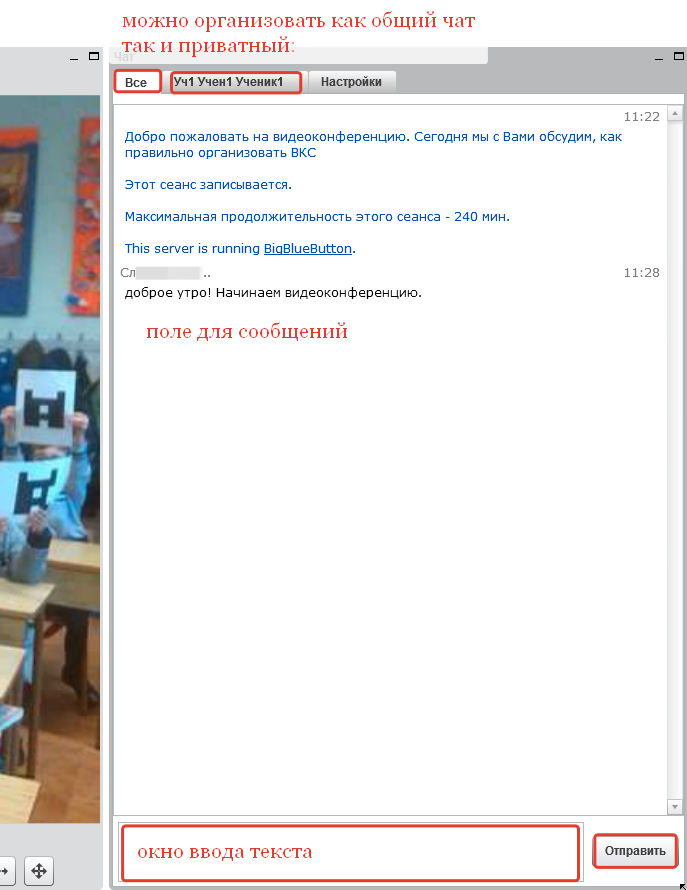 можно организовать как общий чат
так и приватный:
Чат
Все Уч1 Учен1 Ученик1 Настройки
11:22
Добро пожаловать на видеоконференцию. Сегодня мы с Вами обсудим, как
правильно организовать ВКС
Этот сеанс записывается.
Максимальная продолжительность этого сеанса - 240 мин.
This server is running BigBlueButton.
Сл .. 11:28
доброе утро! Начинаем видеоконференцию.
поле для сообщений
окно ввода текста
Отправить